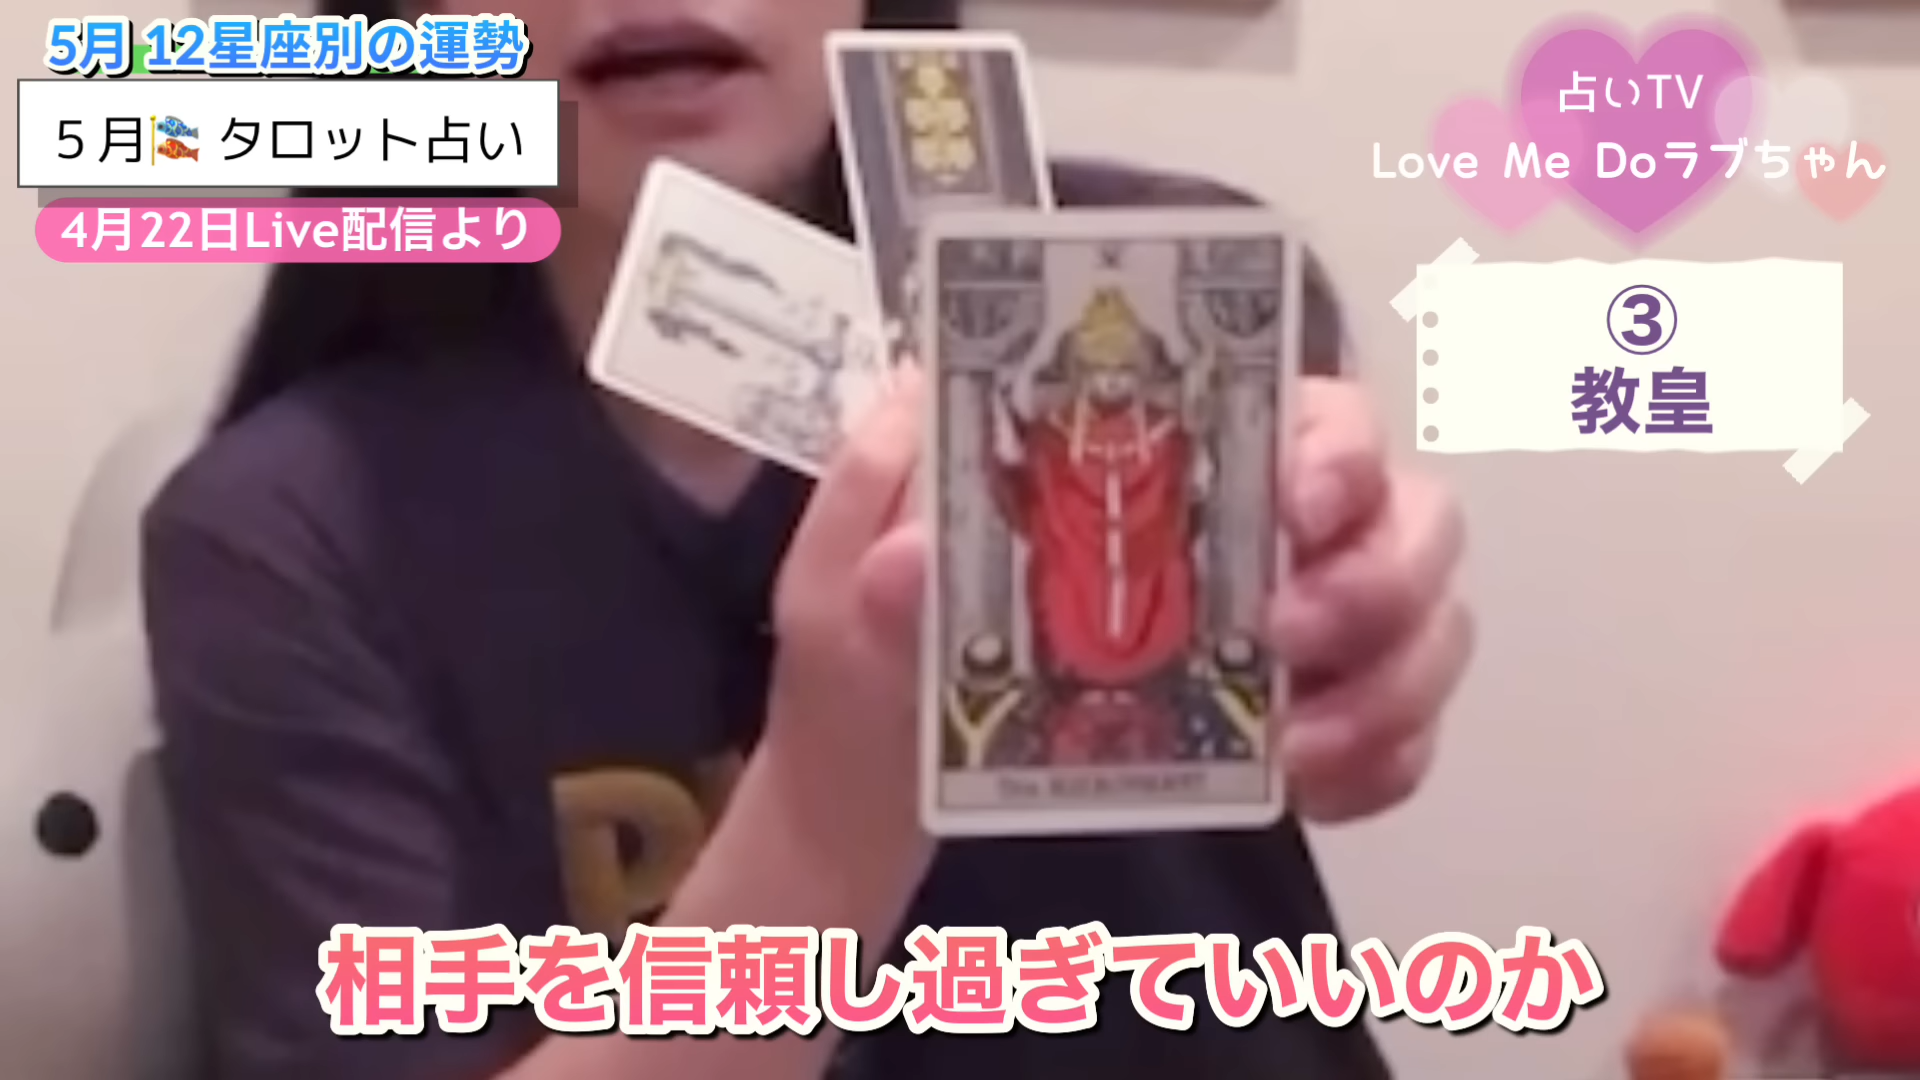 5月 12星座別の運勢
５月🎏 タロット占い
4月22日Live配信より
占いTV
Love Me Doラブちゃん
③
教皇
V
The HIEROPHANT
相手を信頼し過ぎていいのか